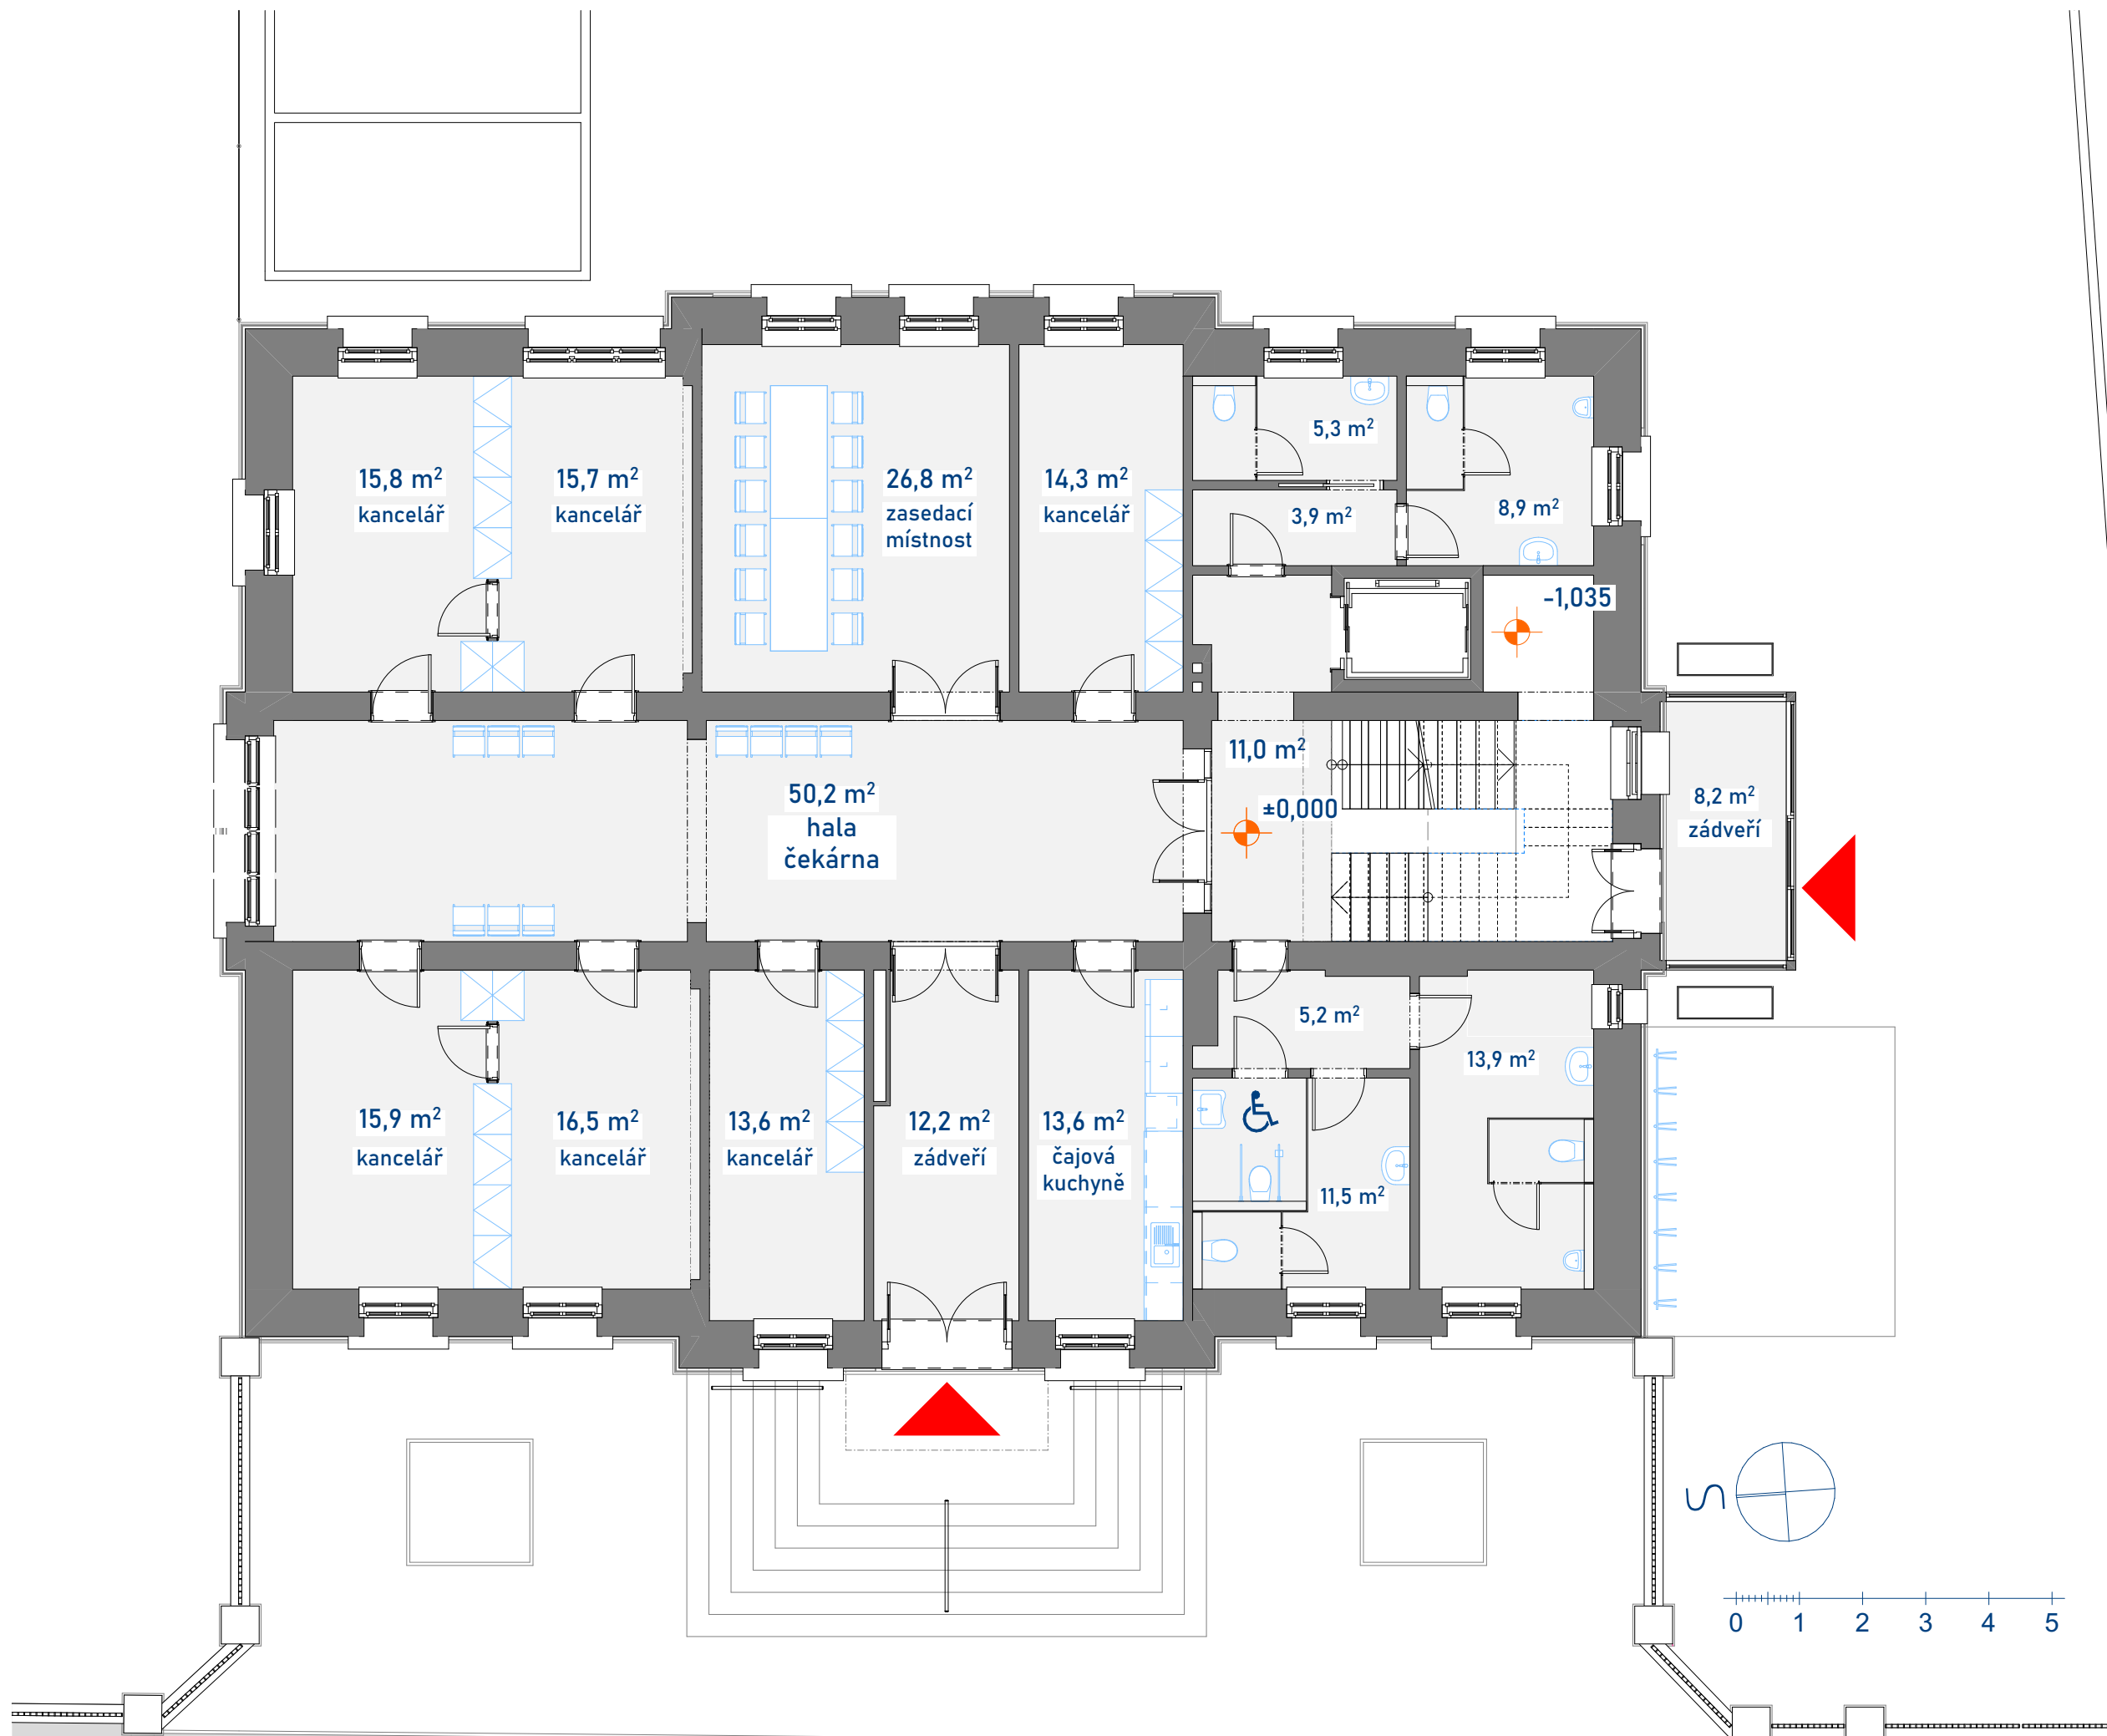 5,3 m²
15,8 m²
kancelář
15,7 m²
kancelář
26,8 m²
zasedací
místnost
14,3 m²
kancelář
3,9 m²
8,9 m²
-1,035
11,0 m²
±0,000
50,2 m²
hala
čekárna
8,2 m²
zádveří
5,2 m²
13,9 m²
15,9 m²
kancelář
16,5 m²
kancelář
13,6 m²
kancelář
12,2 m²
zádveří
13,6 m²
čajová
kuchyně
11,5 m²
S
0 1 2 3 4 5